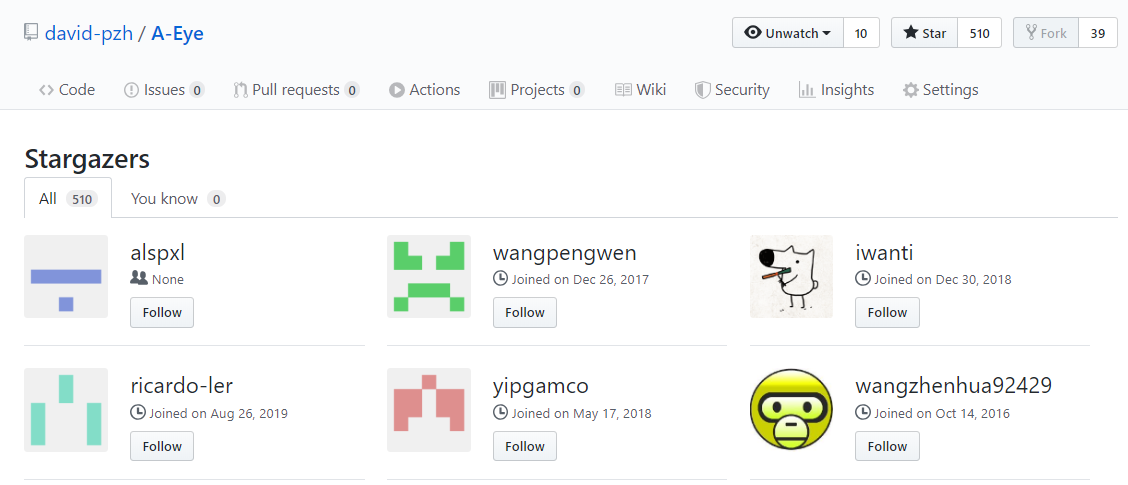 david-pzh / A-Eye
Unwatch 10 Star 510 Fork 39
Code Issues 0 Pull requests 0 Actions Projects 0 Wiki Security Insights Settings
Stargazers
All 510 You know 0
alspxl
None
Follow
wangpengwen
Joined on Dec 26, 2017
Follow
iwanti
Joined on Dec 30, 2018
Follow
ricardo-ler
Joined on Aug 26, 2019
Follow
yipgamco
Joined on May 17, 2018
Follow
wangzhenhua92429
Joined on Oct 14, 2016
Follow